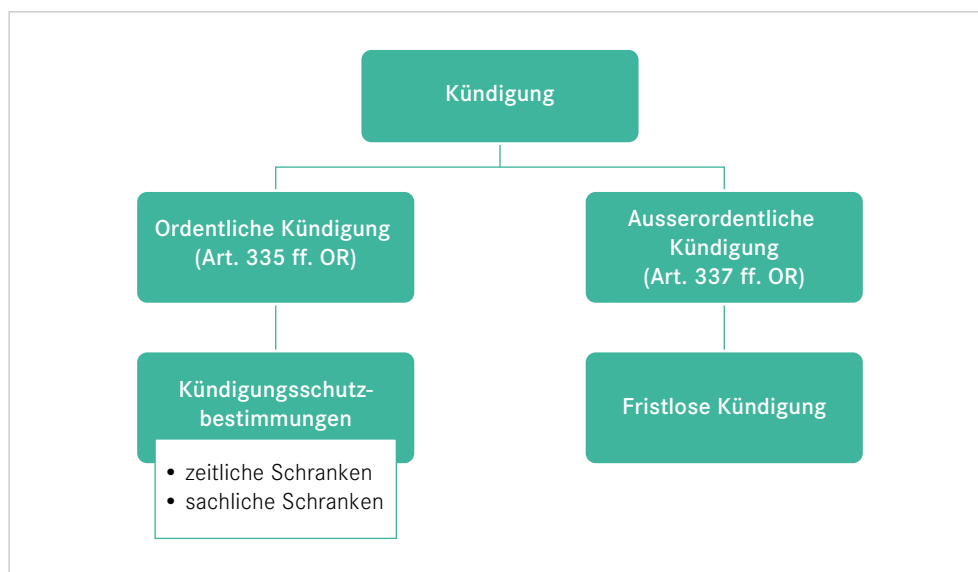 Kündigung
Ordentliche Kündigung
(Art. 335 ff. OR)
Ausserordentliche
Kündigung
(Art. 337 ff. OR)
Kündigungsschutz-
bestimmungen
• zeitliche Schranken
• sachliche Schranken
Fristlose Kündigung